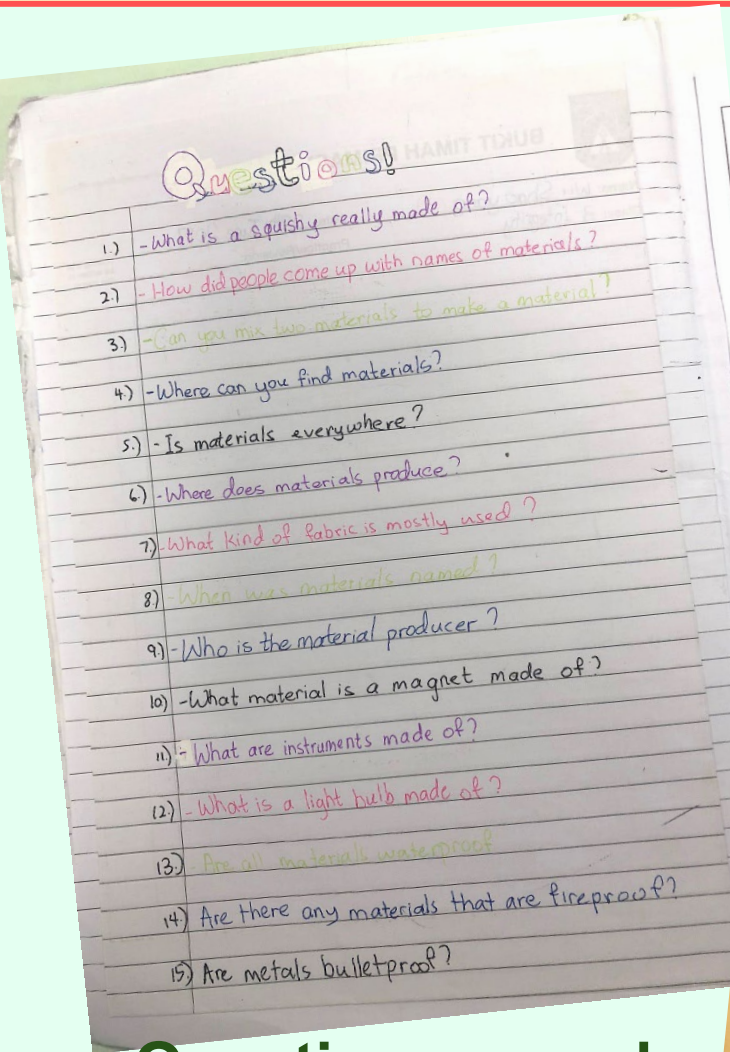 Questions!
1.) -What is a squishy really made of?
2.) - How did people come up with names of materials?
3.) -Can you mix two materials to make a material?
4.) -Where can you find materials?
5.) - Is materials everywhere?
6.) -Where does materials produce?
7.) -What kind of fabric is mostly used?
8.) -When was materials named?
9.) -Who is the material producer?
10) -What material is a magnet made of?
11.) - What are instruments made of?
12.) - What is a light bulb made of?
13.) - Are all materials waterproof
14.) Are there any materials that are fireproof?
15.) Are metals bulletproof?